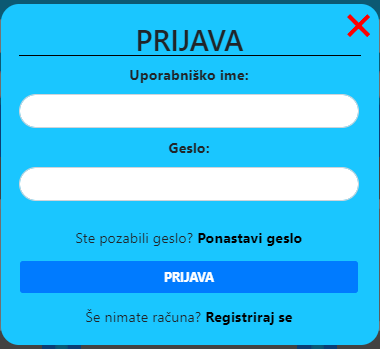 PRIJAVA
Uporabniško ime:
Geslo:
Ste pozabili geslo? Ponastavi geslo
PRIJAVA
Še nimate računa? Registriraj se